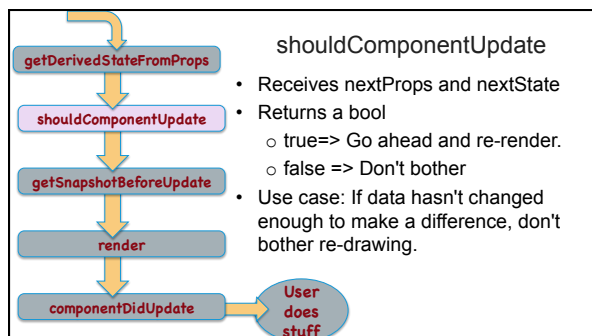 getDerivedStateFromProps
shouldComponentUpdate
getSnapshotBeforeUpdate
render
componentDidUpdate
User
does
stuff
shouldComponentUpdate
• Receives nextProps and nextState
• Returns a bool
o true=> Go ahead and re-render.
o false => Don't bother
• Use case: If data hasn't changed
enough to make a difference, don't
bother re-drawing.